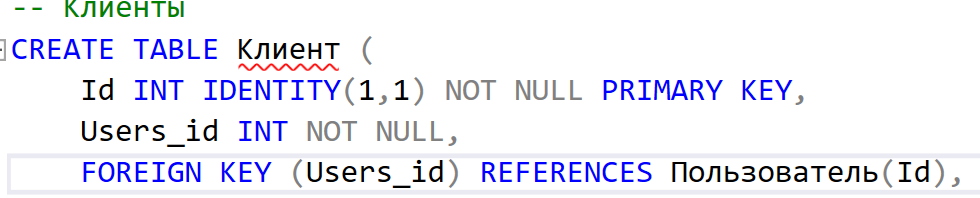 -- Клиенты
CREATE TABLE Клиент (
Id INT IDENTITY(1,1) NOT NULL PRIMARY KEY,
Users_id INT NOT NULL,
FOREIGN KEY (Users_id) REFERENCES Пользователь(Id),